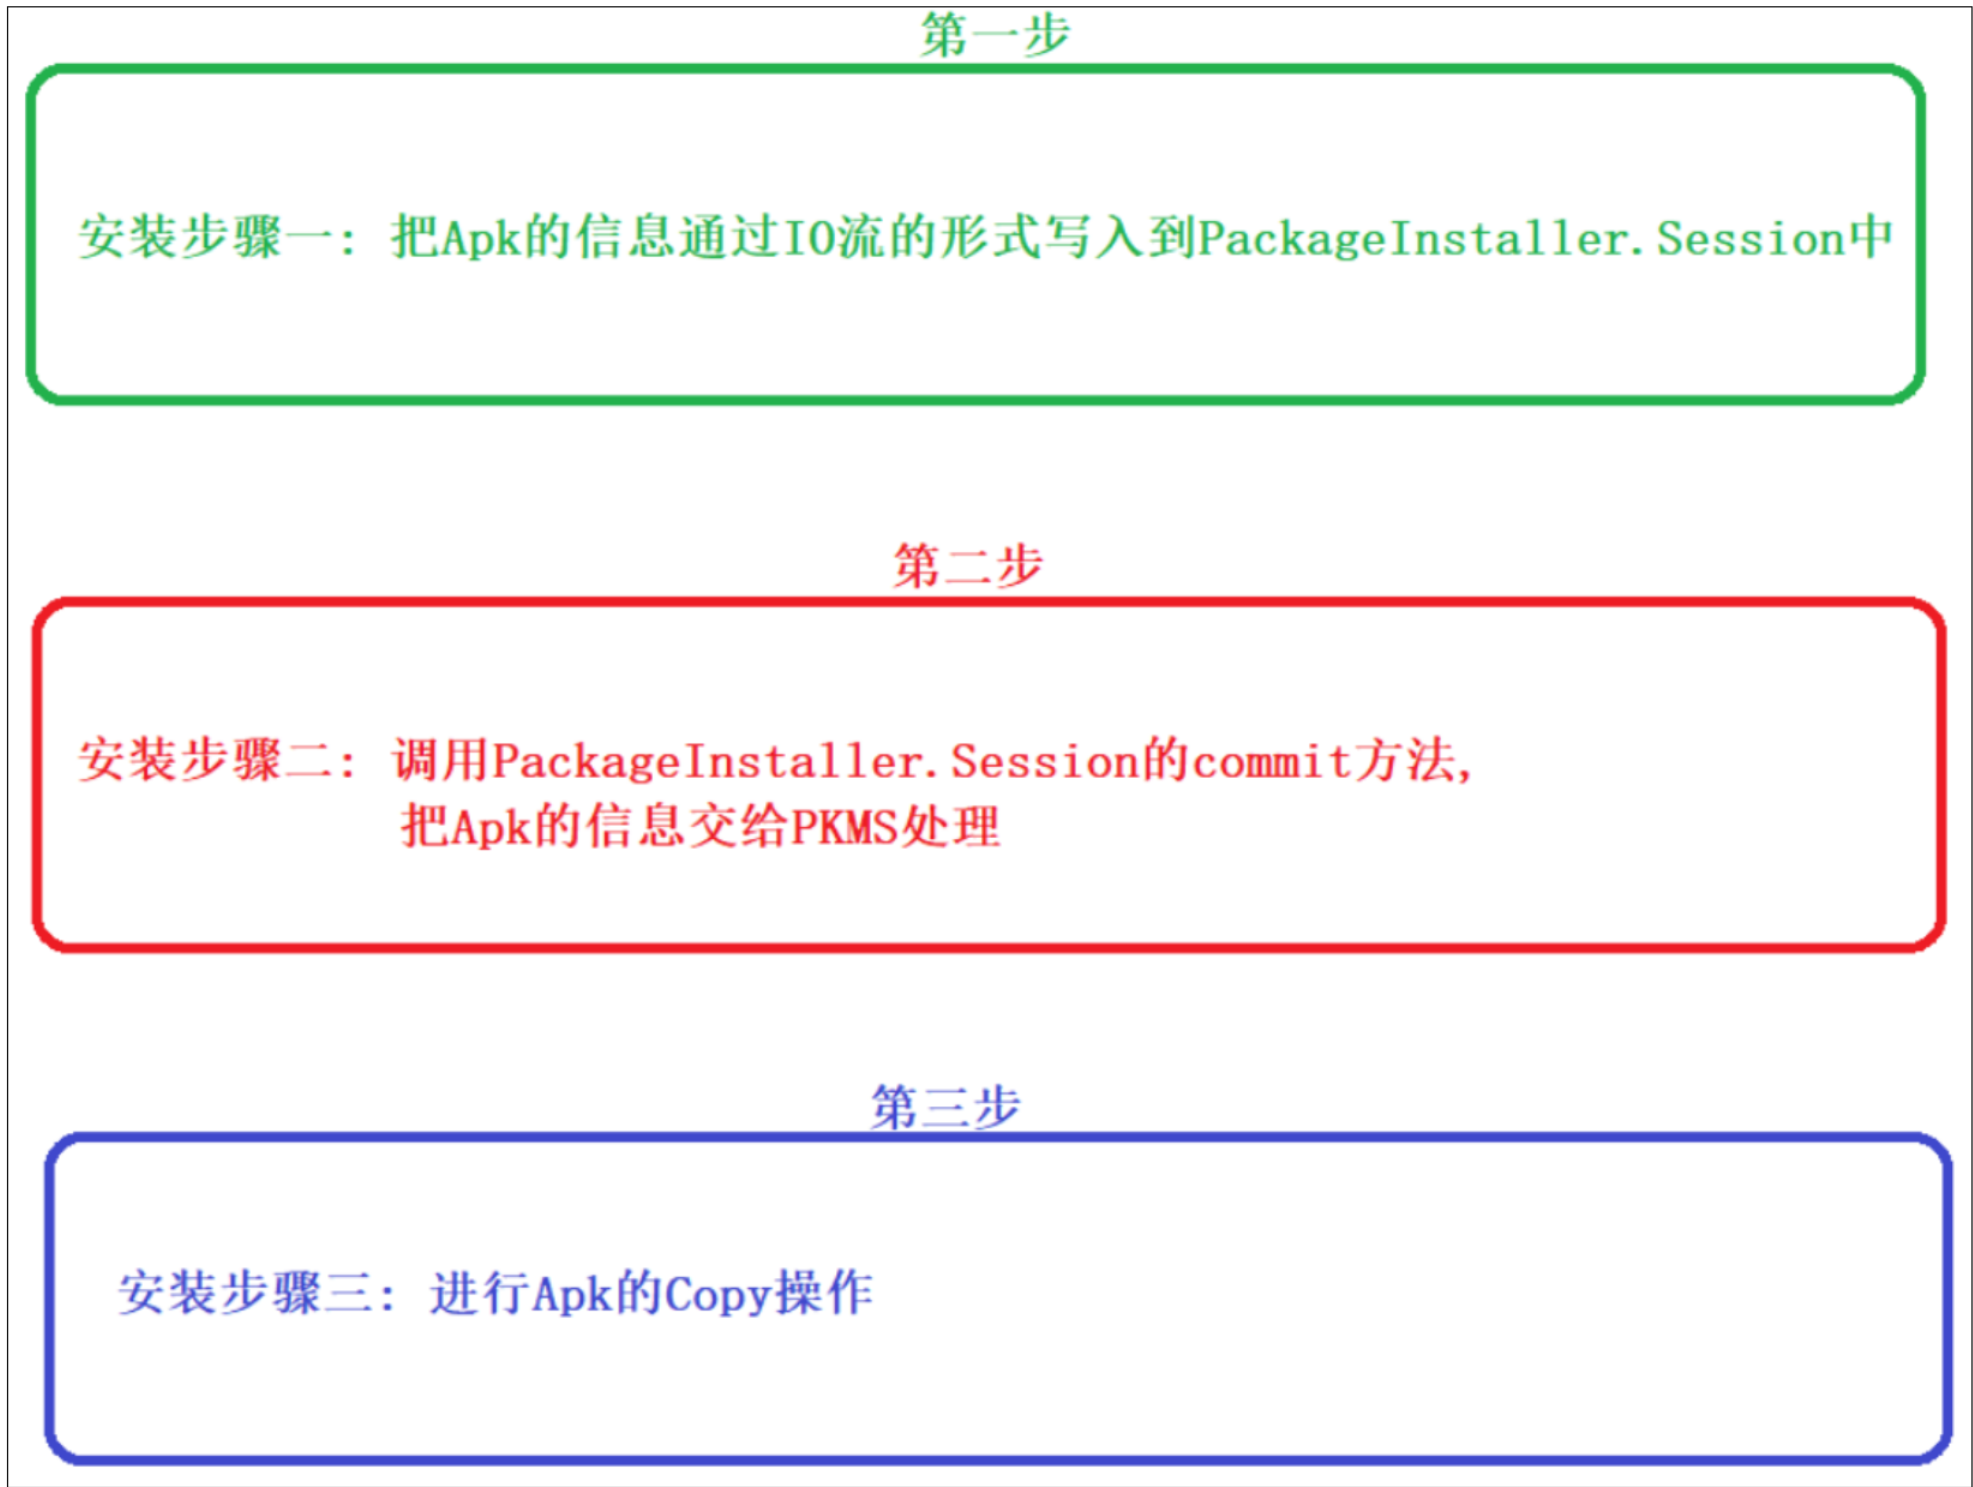 第一步
安装步骤一: 把Apk的信息通过IO流的形式写入到PackageInstaller.Session中
第二步
安装步骤二: 调用PackageInstaller.Session的commit方法,
把Apk的信息交给PKMS处理
第三步
安装步骤三: 进行Apk的Copy操作